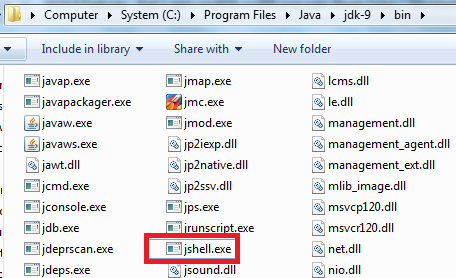 Computer ▸ System (C:) ▸ Program Files ▸ Java ▸ jdk-9 ▸ bin ▸
Include in library ▾ Share with ▾ New folder
javap.exe
javapackager.exe
javaw.exe
javaws.exe
jawt.dll
jcmd.exe
jconsole.exe
jdb.exe
jdeprscan.exe
jdeps.exe
jmap.exe
jmc.exe
jmod.exe
jp2iexp.dll
jp2native.dll
jp2ssv.dll
jps.exe
jrunscript.exe
jshell.exe
jsound.dll
lcms.dll
le.dll
management.dll
management_agent.dll
management_ext.dll
mlib_image.dll
msvcp120.dll
msvcr120.dll
net.dll
nio.dll